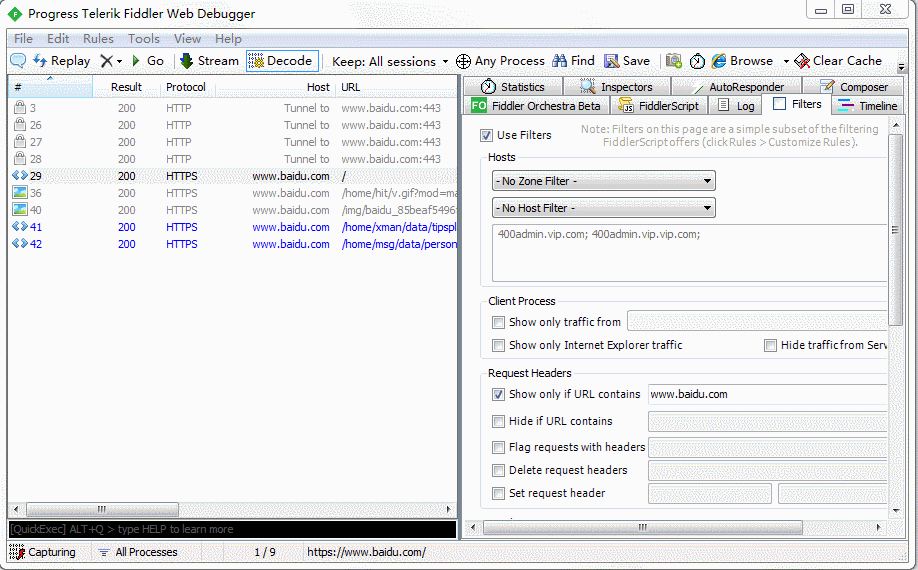 Progress Telerik Fiddler Web Debugger
File Edit Rules Tools View Help
Replay Go Stream Decode Keep: All sessions Any Process Find Save Browse Clear Cache
# Result Protocol Host URL
3 200 HTTP Tunnel to www.baidu.com:443
26 200 HTTP Tunnel to www.baidu.com:443
27 200 HTTP Tunnel to www.baidu.com:443
28 200 HTTP Tunnel to www.baidu.com:443
29 200 HTTPS www.baidu.com /
36 200 HTTPS www.baidu.com /home/hit/v.gif?mod=ma
40 200 HTTPS www.baidu.com /img/baidu_85beaf5496
41 200 HTTPS www.baidu.com /home/xman/data/tipspl
42 200 HTTPS www.baidu.com /home/msg/data/person
[QuickExec] ALT+Q > type HELP to learn more
Statistics Inspectors AutoResponder Composer
FO Fiddler Orchestra Beta FiddlerScript Log Filters Timeline
Use Filters
Note: Filters on this page are a simple subset of the filtering
FiddlerScript offers (click Rules > Customize Rules).
Hosts
- No Zone Filter -
- No Host Filter -
400admin.vip.com; 400admin.vip.vip.com;
Client Process
Show only traffic from
Show only Internet Explorer traffic Hide traffic from Serv
Request Headers
Show only if URL contains www.baidu.com
Hide if URL contains
Flag requests with headers
Delete request headers
Set request header
Capturing All Processes 1 / 9 https://www.baidu.com/